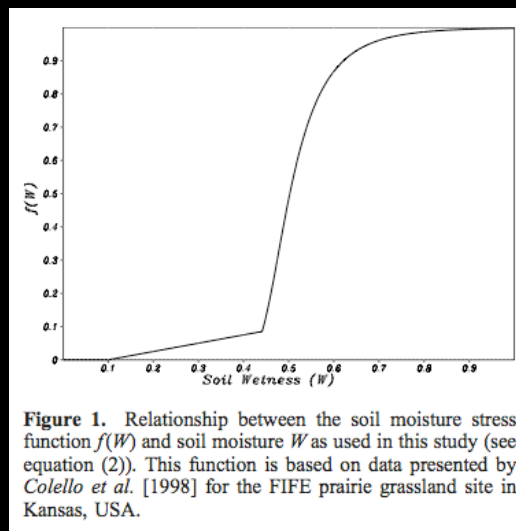 0.9
0.8
0.7
0.6
0.5
0.4
0.3
0.2
0.1
0
f(W)
0.1 0.2 0.3 0.4 0.5 0.6 0.7 0.8 0.9
Soil Wetness (W)
Figure 1. Relationship between the soil moisture stress
function f(W) and soil moisture W as used in this study (see
equation (2)). This function is based on data presented by
Colello et al. [1998] for the FIFE prairie grassland site in
Kansas, USA.